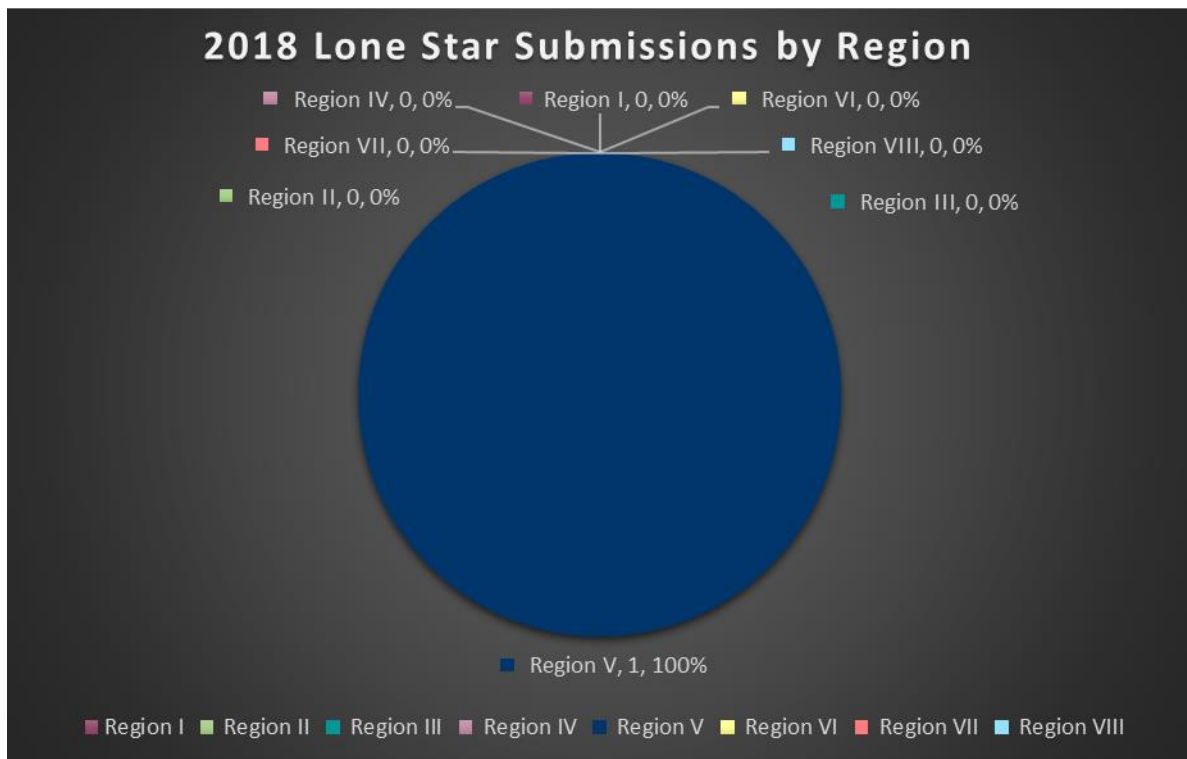 2018 Lone Star Submissions by Region
Region IV, 0, 0% Region I, 0, 0% Region VI, 0, 0%
Region VII, 0, 0% Region VIII, 0, 0%
Region II, 0, 0% Region III, 0, 0%
Region V, 1, 100%
Region I Region II Region III Region IV Region V Region VI Region VII Region VIII